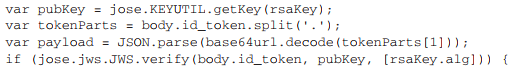 var pubKey = jose.KEYUTIL.getKey(rsaKey);
var tokenParts = body.id_token.split('.');
var payload = JSON.parse(base64url.decode(tokenParts[1]));
if (jose.jws.JWS.verify(body.id_token, pubKey, [rsaKey.alg])) {